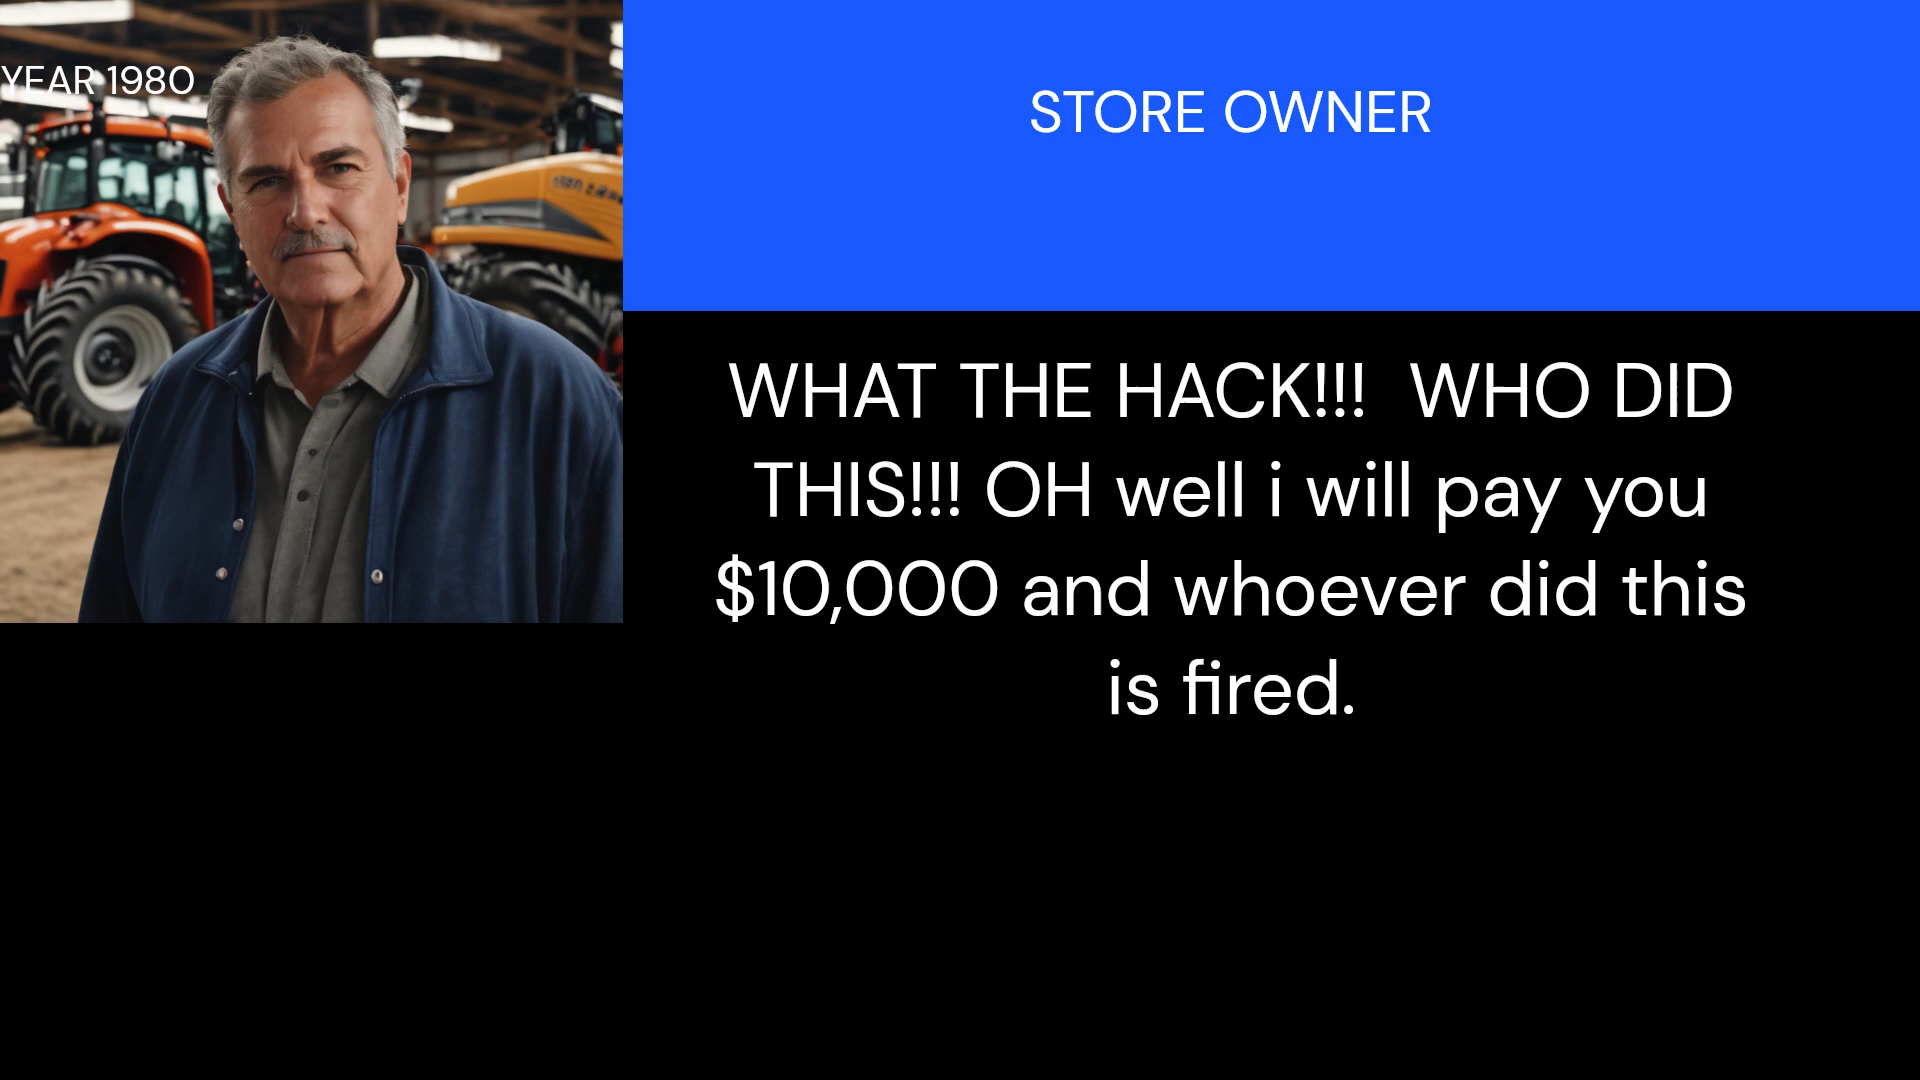 YEAR 1980
STORE OWNER
WHAT THE HACK!!!  WHO DID
THIS!!! OH well i will pay you
$10,000 and whoever did this
is fired.